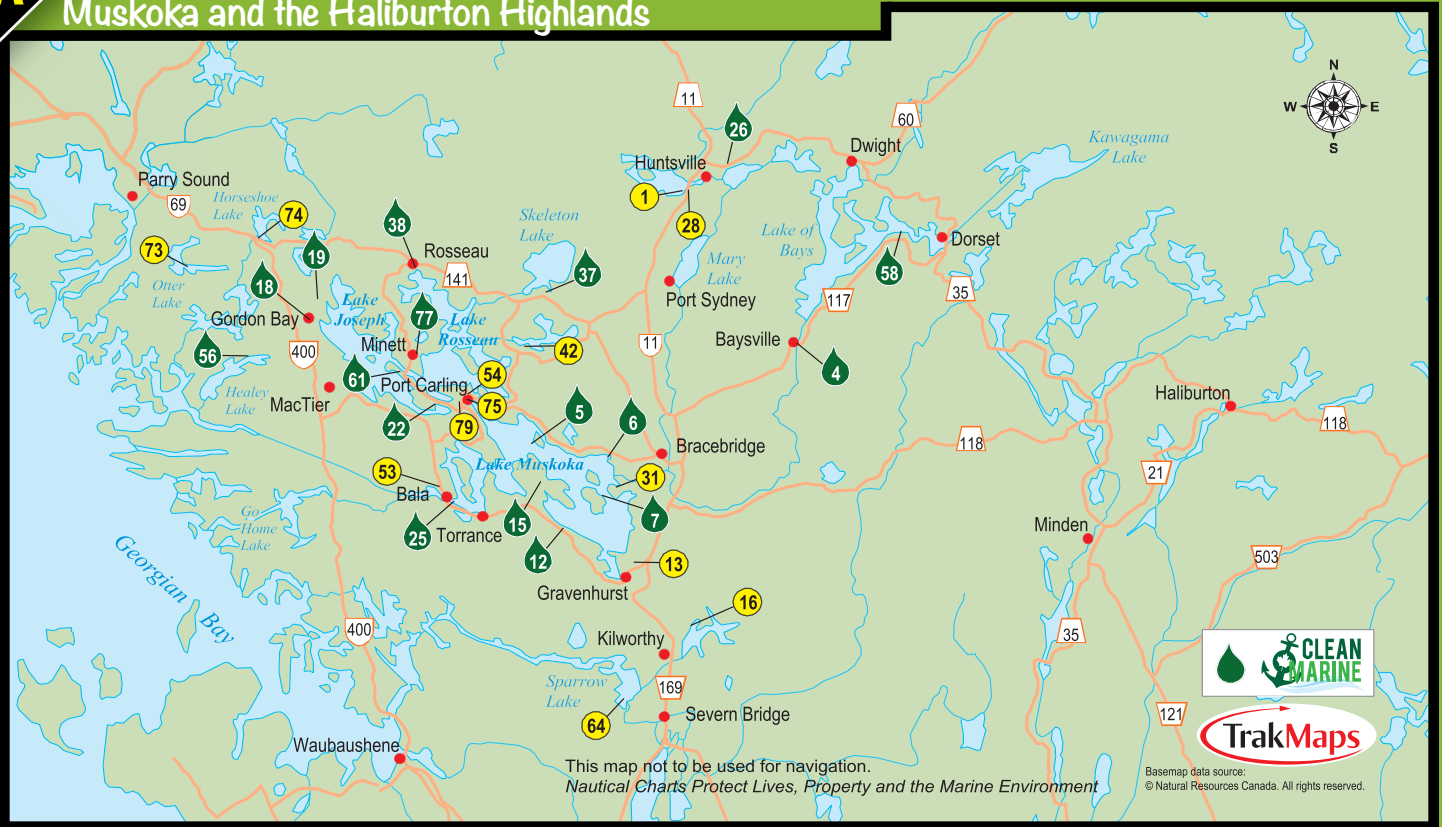 Muskoka and the Haliburton Highlands
N
W
E
S
11
26
60
Kawagama
Lake
Dwight
Huntsville
Parry Sound
1
28
69
Horseshoe
Lake
74
38
Skeleton
Lake
Lake of
Bays
Dorset
73
19
Rosseau
141
37
Mary
Lake
58
Otter
Lake
18
Port Sydney
117
35
Lake
Joseph
77
Lake
Rosseau
Gordon Bay
Minett
400
56
42
11
Baysville
4
61
54
Port Carling
75
Healey
Lake
MacTier
22
79
5
6
Haliburton
118
118
Bracebridge
Lake Muskoka
53
31
21
Bala
25
Torrance
15
7
Go
Home
Lake
Minden
12
13
503
Georgian Bay
Gravenhurst
16
400
Kilworthy
35
CLEAN
MARINE
Sparrow
Lake
169
64
Severn Bridge
121
TrakMaps
Waubaushene
This map not to be used for navigation.
Nautical Charts Protect Lives, Property and the Marine Environment
Basemap data source:
© Natural Resources Canada. All rights reserved.